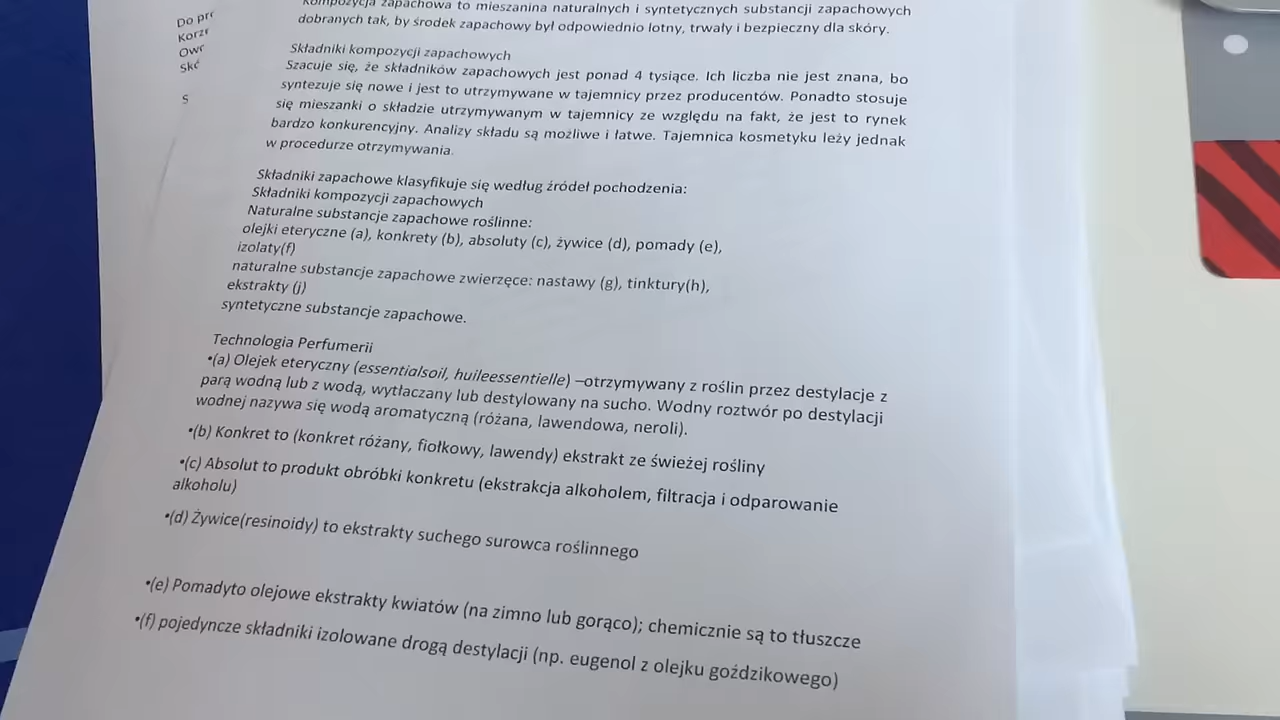 Kompozycja zapachowa to mieszanina naturalnych i syntetycznych substancji zapachowych
dobranych tak, by środek zapachowy był odpowiednio lotny, trwały i bezpieczny dla skóry.
Składniki kompozycji zapachowych
Szacuje się, że składników zapachowych jest ponad 4 tysiące. Ich liczba nie jest znana, bo
syntezuje się nowe i jest to utrzymywane w tajemnicy przez producentów. Ponadto stosuje
się mieszanki o składzie utrzymywanym w tajemnicy ze względu na fakt, że jest to rynek
bardzo konkurencyjny. Analizy składu są możliwe i łatwe. Tajemnica kosmetyku leży jednak
w procedurze otrzymywania.
Składniki zapachowe klasyfikuje się według źródeł pochodzenia:
Składniki kompozycji zapachowych
Naturalne substancje zapachowe roślinne:
olejki eteryczne (a), konkrety (b), absoluty (c), żywice (d), pomady (e),
izolaty(f)
naturalne substancje zapachowe zwierzęce: nastawy (g), tinktury(h),
ekstrakty (j)
syntetyczne substancje zapachowe.
Technologia Perfumerii
•(a) Olejek eteryczny (essentialsoil, huileessentielle) –otrzymywany z roślin przez destylacje z
parą wodną lub z wodą, wytłaczany lub destylowany na sucho. Wodny roztwór po destylacji
wodnej nazywa się wodą aromatyczną (różana, lawendowa, neroli).
•(b) Konkret to (konkret różany, fiołkowy, lawendy) ekstrakt ze świeżej rośliny
•(c) Absolut to produkt obróbki konkretu (ekstrakcja alkoholem, filtracja i odparowanie
alkoholu)
•(d) Żywice(resinoidy) to ekstrakty suchego surowca roślinnego
•(e) Pomadyto olejowe ekstrakty kwiatów (na zimno lub gorąco); chemicznie są to tłuszcze
•(f) pojedyncze składniki izolowane drogą destylacji (np. eugenol z olejku goździkowego)
Do
S